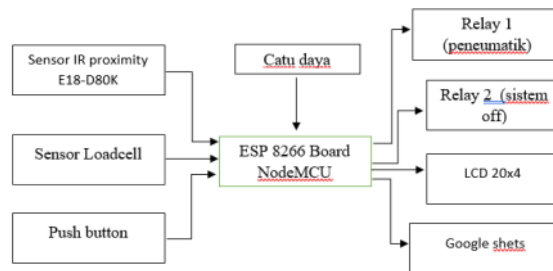 Sensor IR proximity
E18-D80K
Sensor Loadcell
Push button
Catu daya
ESP 8266 Board
NodeMCU
Relay 1
(peneumatik)
Relay 2 (sistem
off)
LCD 20x4
Google shets